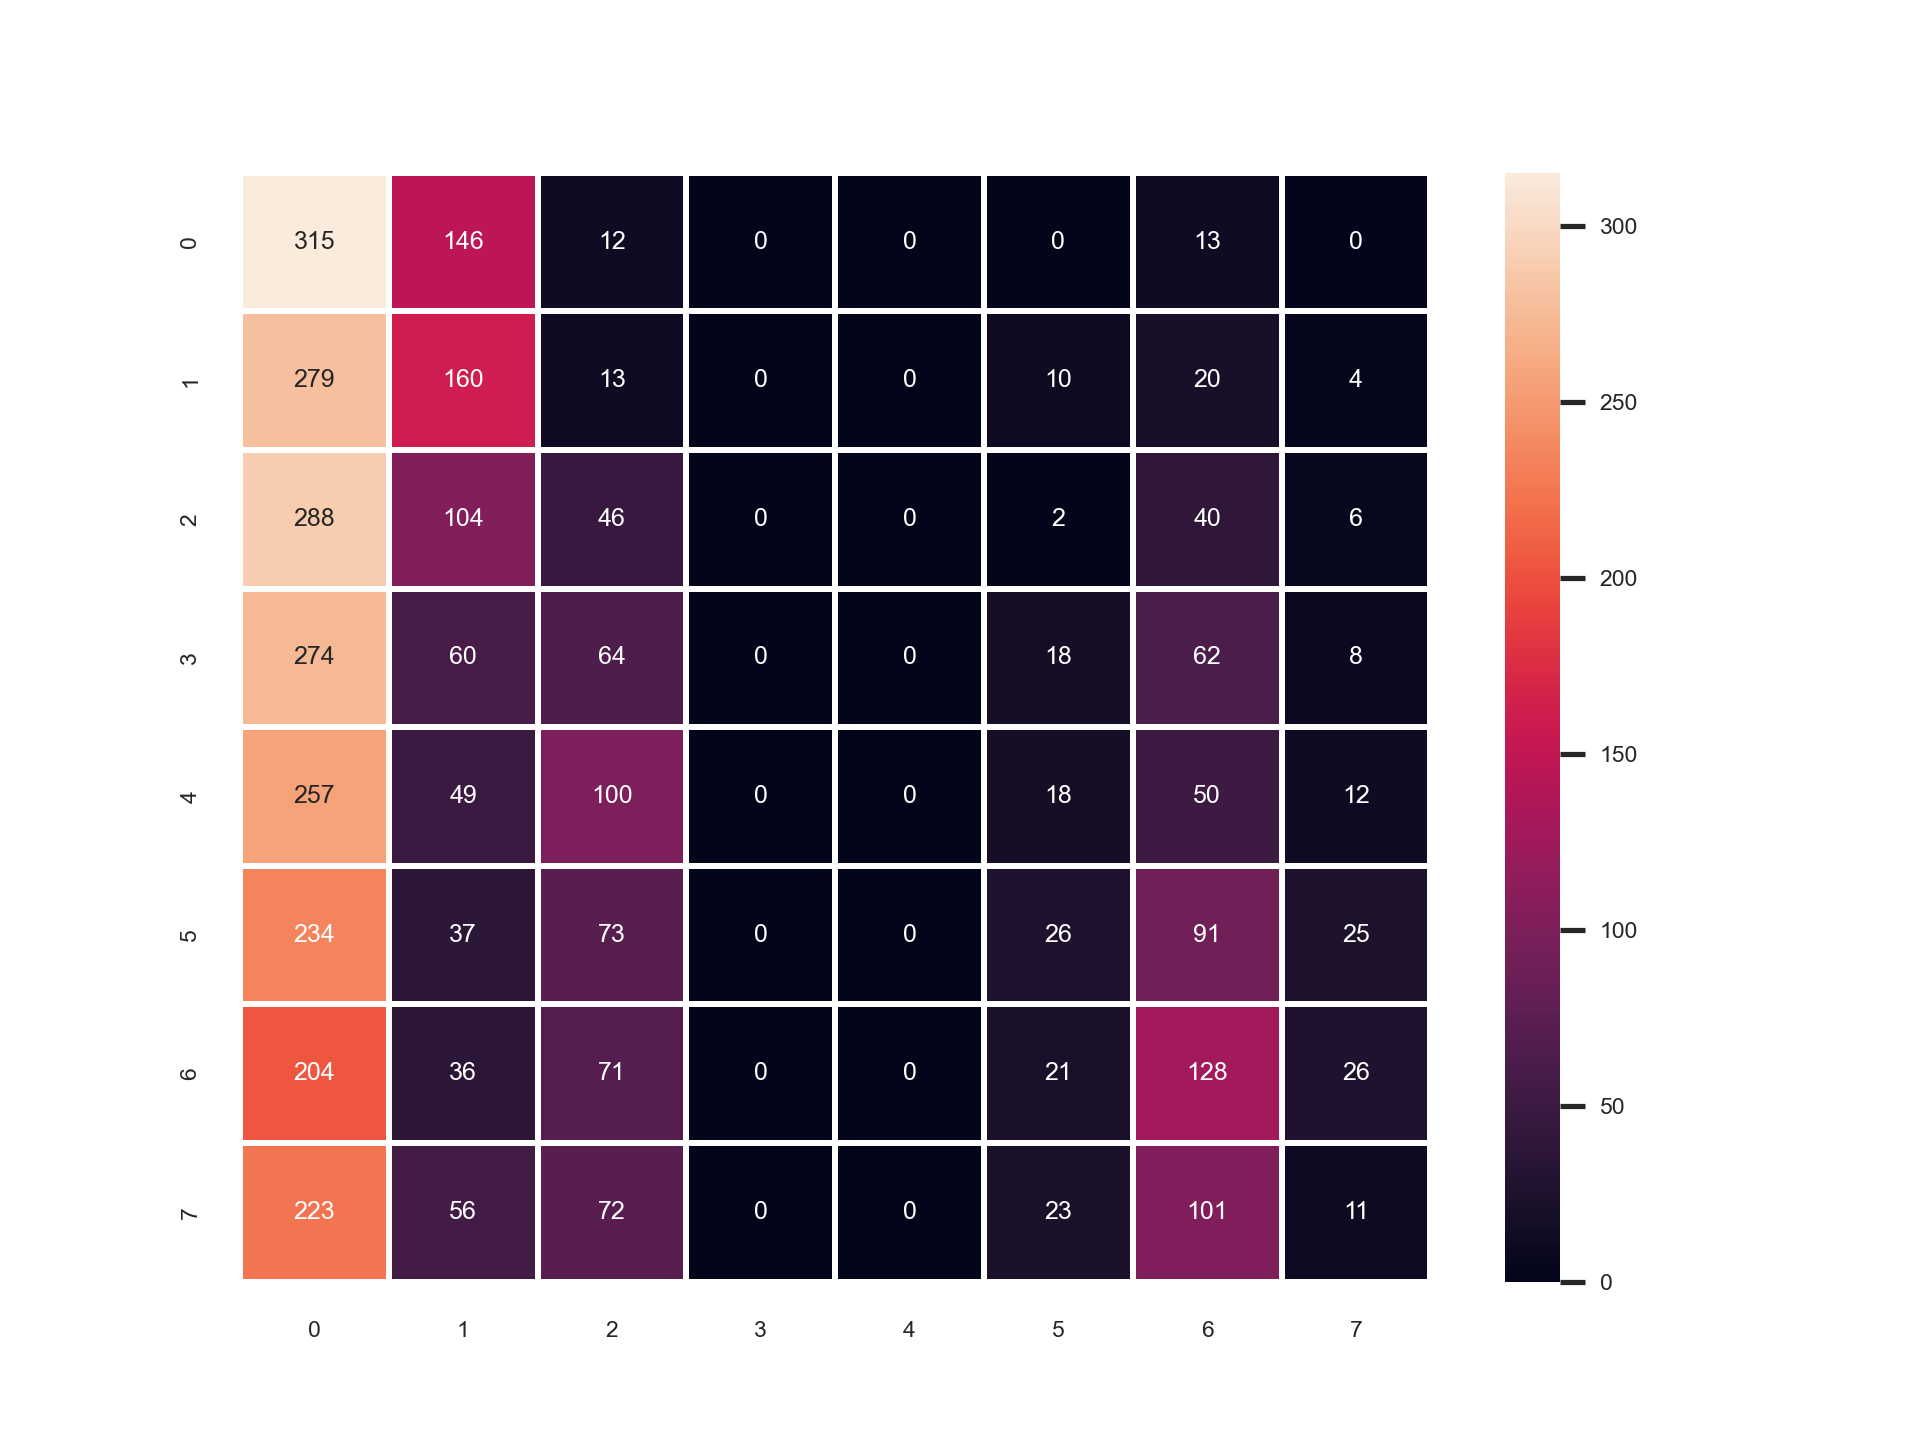 0 315 146 12 0 0 0 13 0
1 279 160 13 0 0 10 20 4
2 288 104 46 0 0 2 40 6
3 274 60 64 0 0 18 62 8
4 257 49 100 0 0 18 50 12
5 234 37 73 0 0 26 91 25
6 204 36 71 0 0 21 128 26
7 223 56 72 0 0 23 101 11
0 1 2 3 4 5 6 7
300
250
200
150
100
50
0